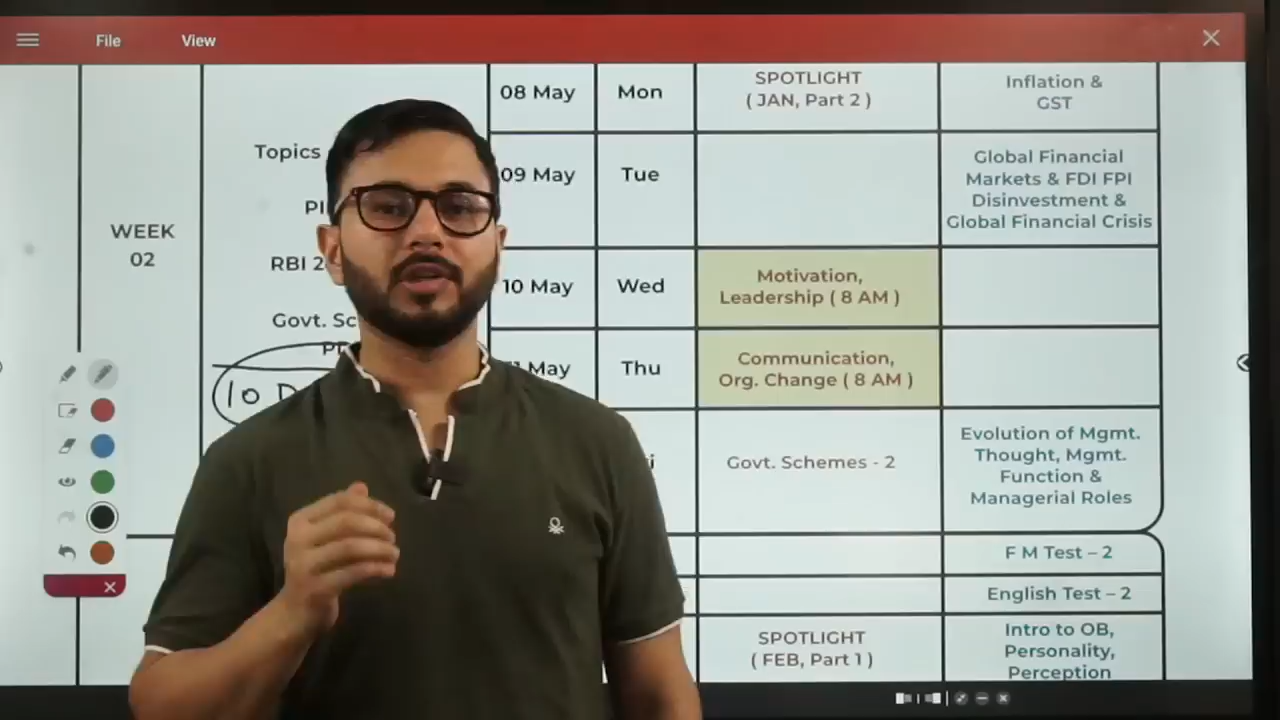 File
View
WEEK
02
Topics
RBI 2
Govt. Sc
10 D
08 May
Mon
SPOTLIGHT
( JAN, Part 2 )
Inflation &
GST
09 May
Tue
Global Financial
Markets & FDI FPI
Disinvestment &
Global Financial Crisis
10 May
Wed
Motivation,
Leadership ( 8 AM )
May
Thu
Communication,
Org. Change ( 8 AM )
Govt. Schemes - 2
Evolution of Mgmt.
Thought, Mgmt.
Function &
Managerial Roles
F M Test – 2
English Test – 2
SPOTLIGHT
( FEB, Part 1 )
Intro to OB,
Personality,
Perception